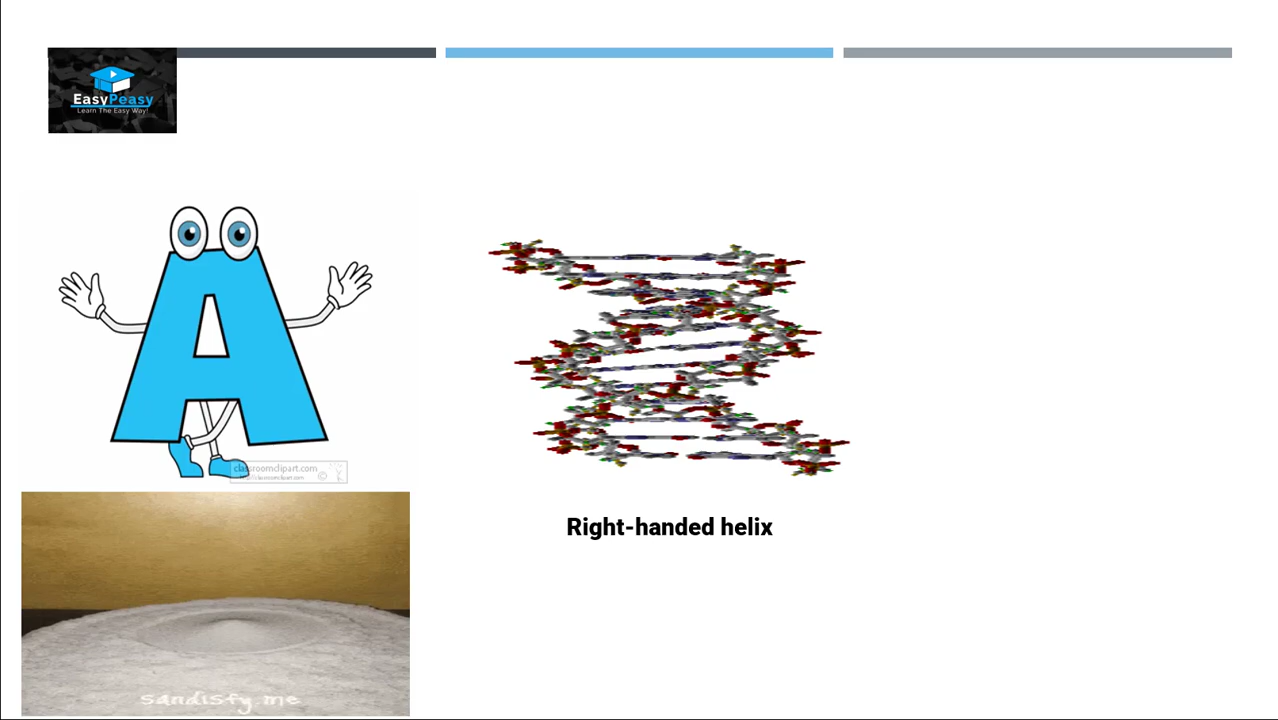 EasyPeasy
Learn The Easy Way!
A
classroomclipart.com
Right-handed helix
sandisfy.me